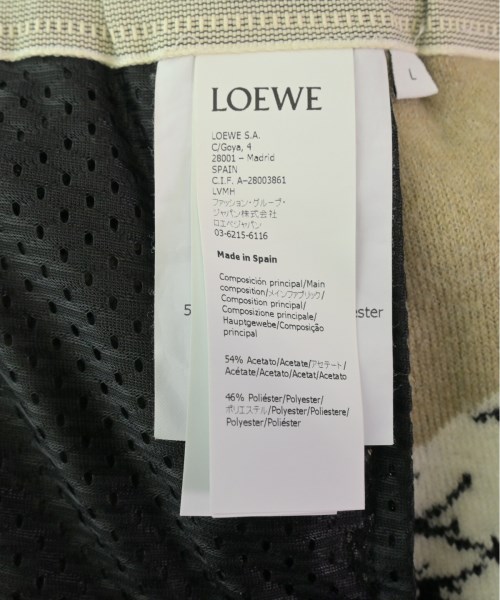 L
LOEWE
LOEWE S.A.
C/Goya, 4
28001 – Madrid
SPAIN
C.I.F. A–28003861
LVMH
ファッション・グループ・
ジャパン株式会社
ロエベジャパン
03-6215-6116
Made in Spain
Composición principal/Main
composition/メインファブリック/
Composition principal/
Composizione principale/
Hauptgewebe/Composição
principal
5
ester
54% Acetato/Acetate/アセテート/
Acétate/Acetato/Acetat/Acetato
46% Poliéster/Polyester/
ポリエステル/Polyester/Poliestere/
Polyester/Poliéster